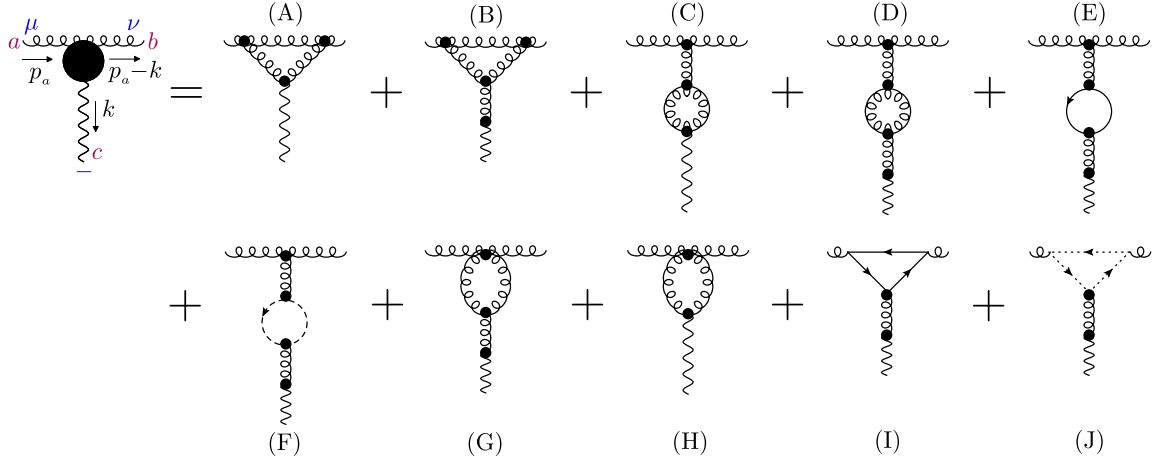 (A) (B) (C) (D) (E)
μ ν
a b
p_a p_a−k
= + + + +
k
c
−
+ + + + +
(F) (G) (H) (I) (J)